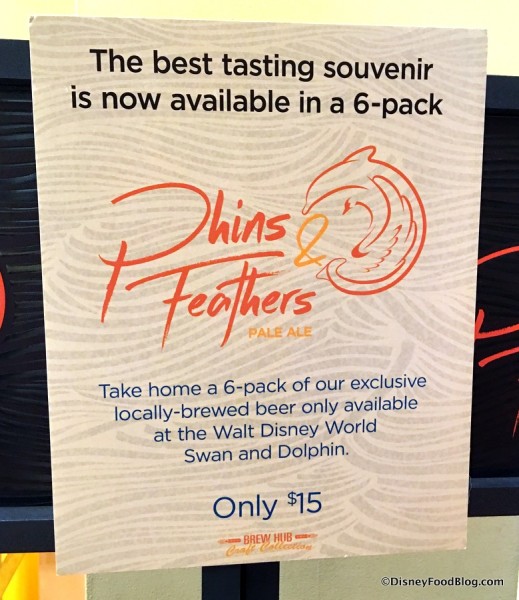 The best tasting souvenir
is now available in a 6-pack
Phins
&
Feathers
PALE ALE
Take home a 6-pack of our exclusive
locally-brewed beer only available
at the Walt Disney World
Swan and Dolphin.
Only $15
BREW HUB
Craft Collection
©DisneyFoodBlog.com